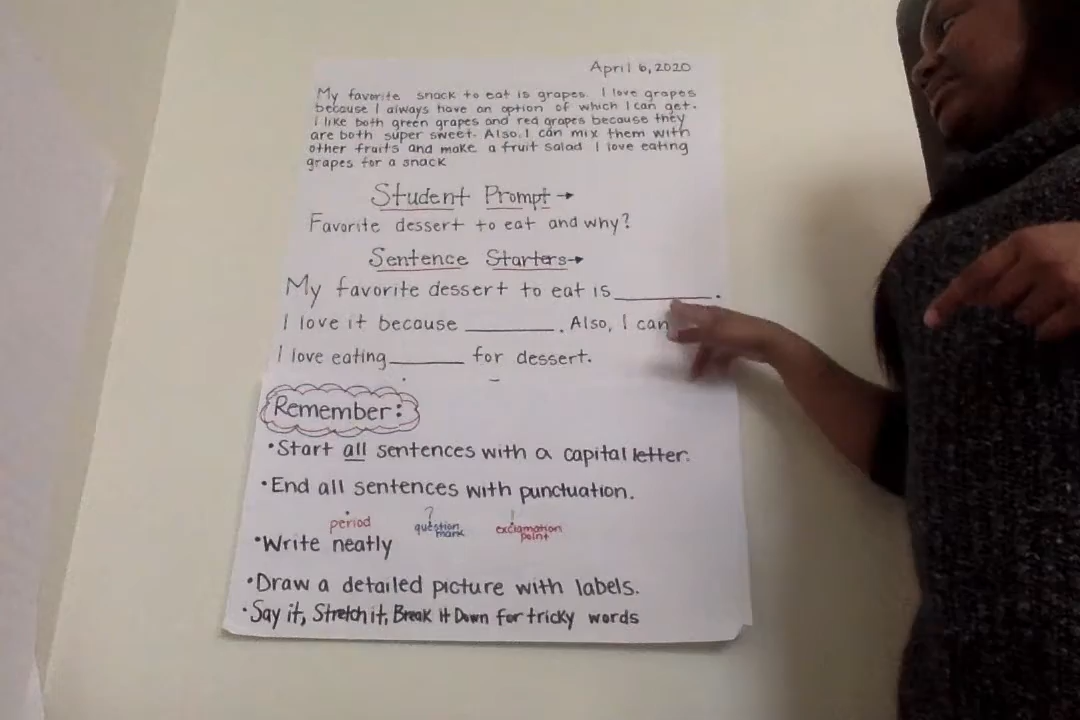 April 6, 2020
My favorite snack to eat is grapes. I love grapes
because I always have an option of which I can get.
I like both green grapes and red grapes because they
are both super sweet. Also, I can mix them with
other fruits and make a fruit salad I love eating
grapes for a snack
Student Prompt→
Favorite dessert to eat and why?
Sentence Starters→
My favorite dessert to eat is ________.
I love it because ________. Also, I can
I love eating ________ for dessert.
Remember:
•Start all sentences with a capital letter.
•End all sentences with punctuation.
. ? !
period question mark exclamation point
•Write neatly
•Draw a detailed picture with labels.
•Say it, Stretch it, Break it Down for tricky words